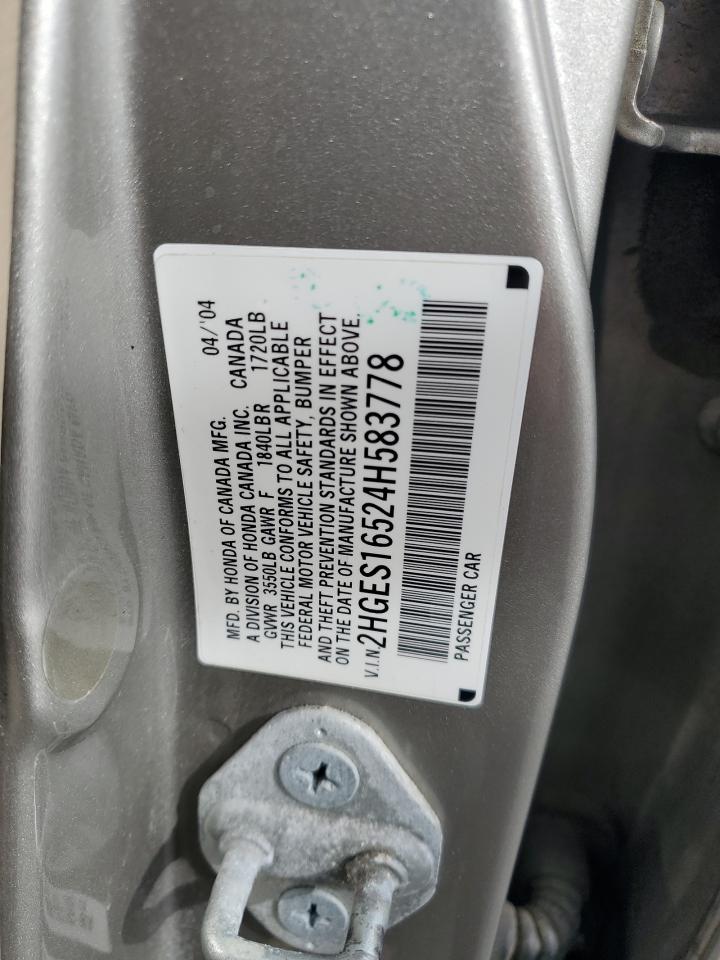 MFD. BY HONDA OF CANADA MFG. 04/'04
A DIVISION OF HONDA CANADA INC. CANADA
GVWR 3550LB GAWR F 1840LBR 1720LB
THIS VEHICLE CONFORMS TO ALL APPLICABLE
FEDERAL MOTOR VEHICLE SAFETY, BUMPER
AND THEFT PREVENTION STANDARDS IN EFFECT
ON THE DATE OF MANUFACTURE SHOWN ABOVE.
V.I.N 2HGES16524H583778
PASSENGER CAR